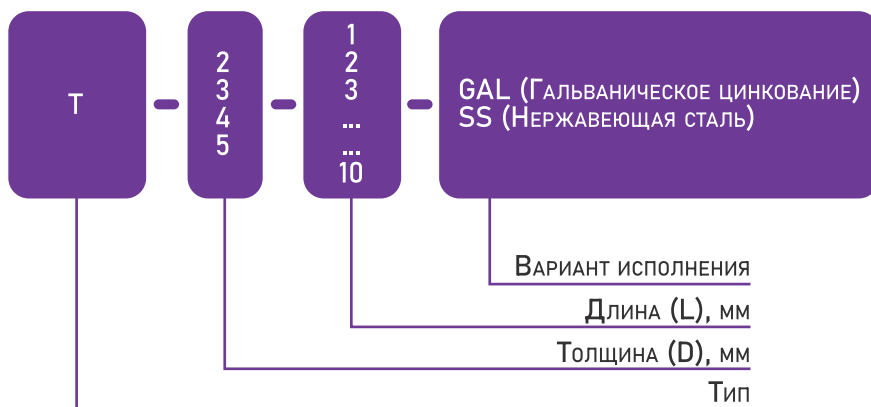 Т
2
3
4
5
1
2
3
...
...
10
GAL (Гальваническое цинкование)
SS (Нержавеющая сталь)
Вариант исполнения
Длина (L), мм
Толщина (D), мм
Тип